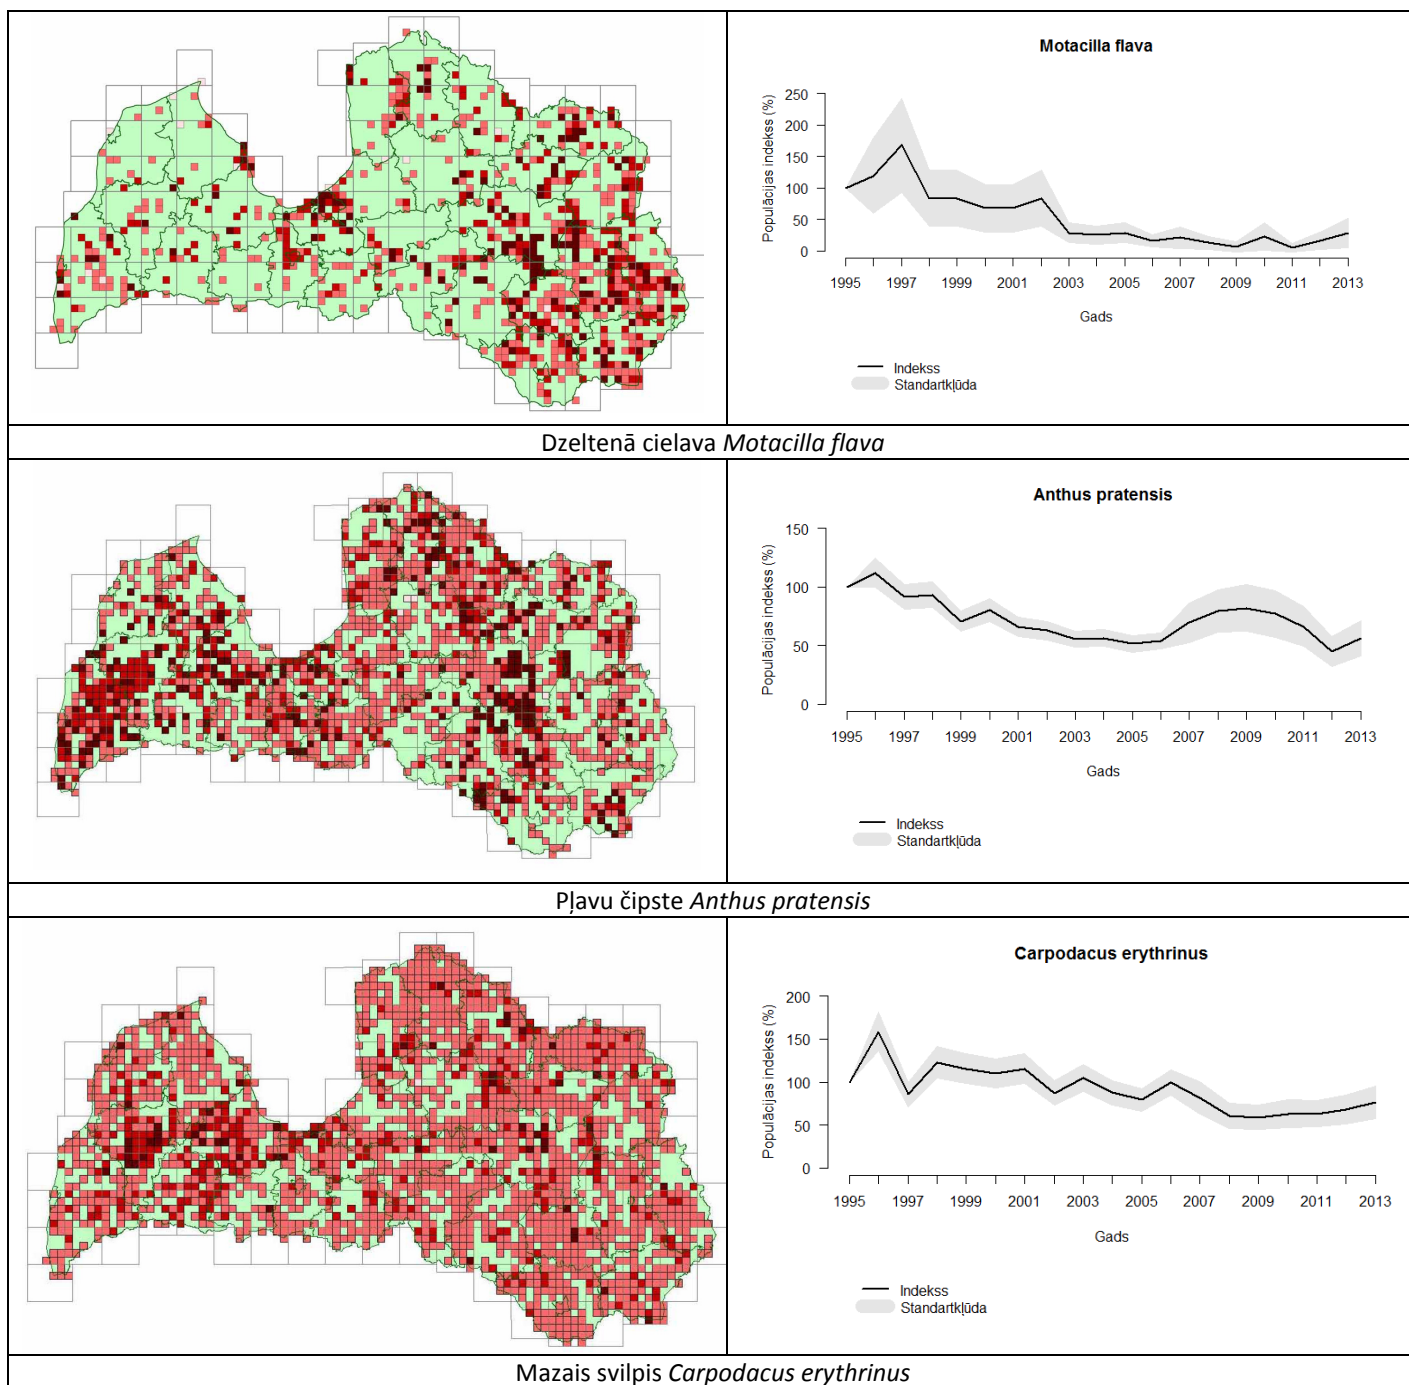 Motacilla flava
Populācijas indekss (%)
250
200
150
100
50
0
1995 1997 1999 2001 2003 2005 2007 2009 2011 2013
Gads
Indekss
Standartkļūda
Dzeltenā cielava Motacilla flava
Anthus pratensis
Populācijas indekss (%)
150
100
50
0
1995 1997 1999 2001 2003 2005 2007 2009 2011 2013
Gads
Indekss
Standartkļūda
Pļavu čipste Anthus pratensis
Carpodacus erythrinus
Populācijas indekss (%)
200
150
100
50
0
1995 1997 1999 2001 2003 2005 2007 2009 2011 2013
Gads
Indekss
Standartkļūda
Mazais svilpis Carpodacus erythrinus